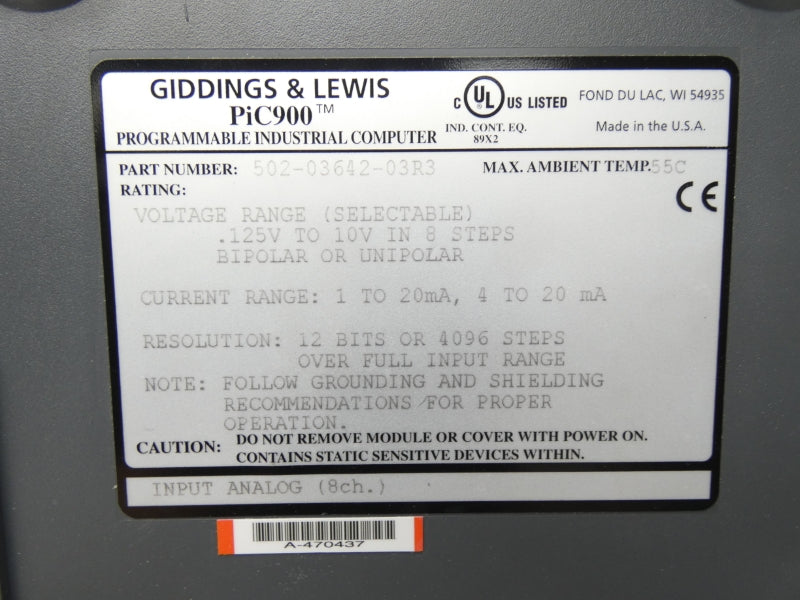 GIDDINGS & LEWIS
PiC900™
PROGRAMMABLE INDUSTRIAL COMPUTER
C UL US LISTED
IND. CONT. EQ.
89X2
FOND DU LAC, WI 54935
Made in the U.S.A.
PART NUMBER: 502-03642-03R3 MAX. AMBIENT TEMP. 55C
RATING:
CE
VOLTAGE RANGE (SELECTABLE)
.125V TO 10V IN 8 STEPS
BIPOLAR OR UNIPOLAR
CURRENT RANGE: 1 TO 20mA, 4 TO 20 mA
RESOLUTION: 12 BITS OR 4096 STEPS
OVER FULL INPUT RANGE
NOTE: FOLLOW GROUNDING AND SHIELDING
RECOMMENDATIONS FOR PROPER
OPERATION.
CAUTION: DO NOT REMOVE MODULE OR COVER WITH POWER ON.
CONTAINS STATIC SENSITIVE DEVICES WITHIN.
INPUT ANALOG (8ch.)
A-470437